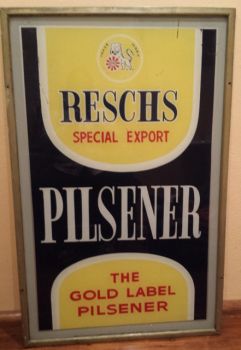 RESCHS
SPECIAL EXPORT
PILSENER
THE
GOLD LABEL
PILSENER